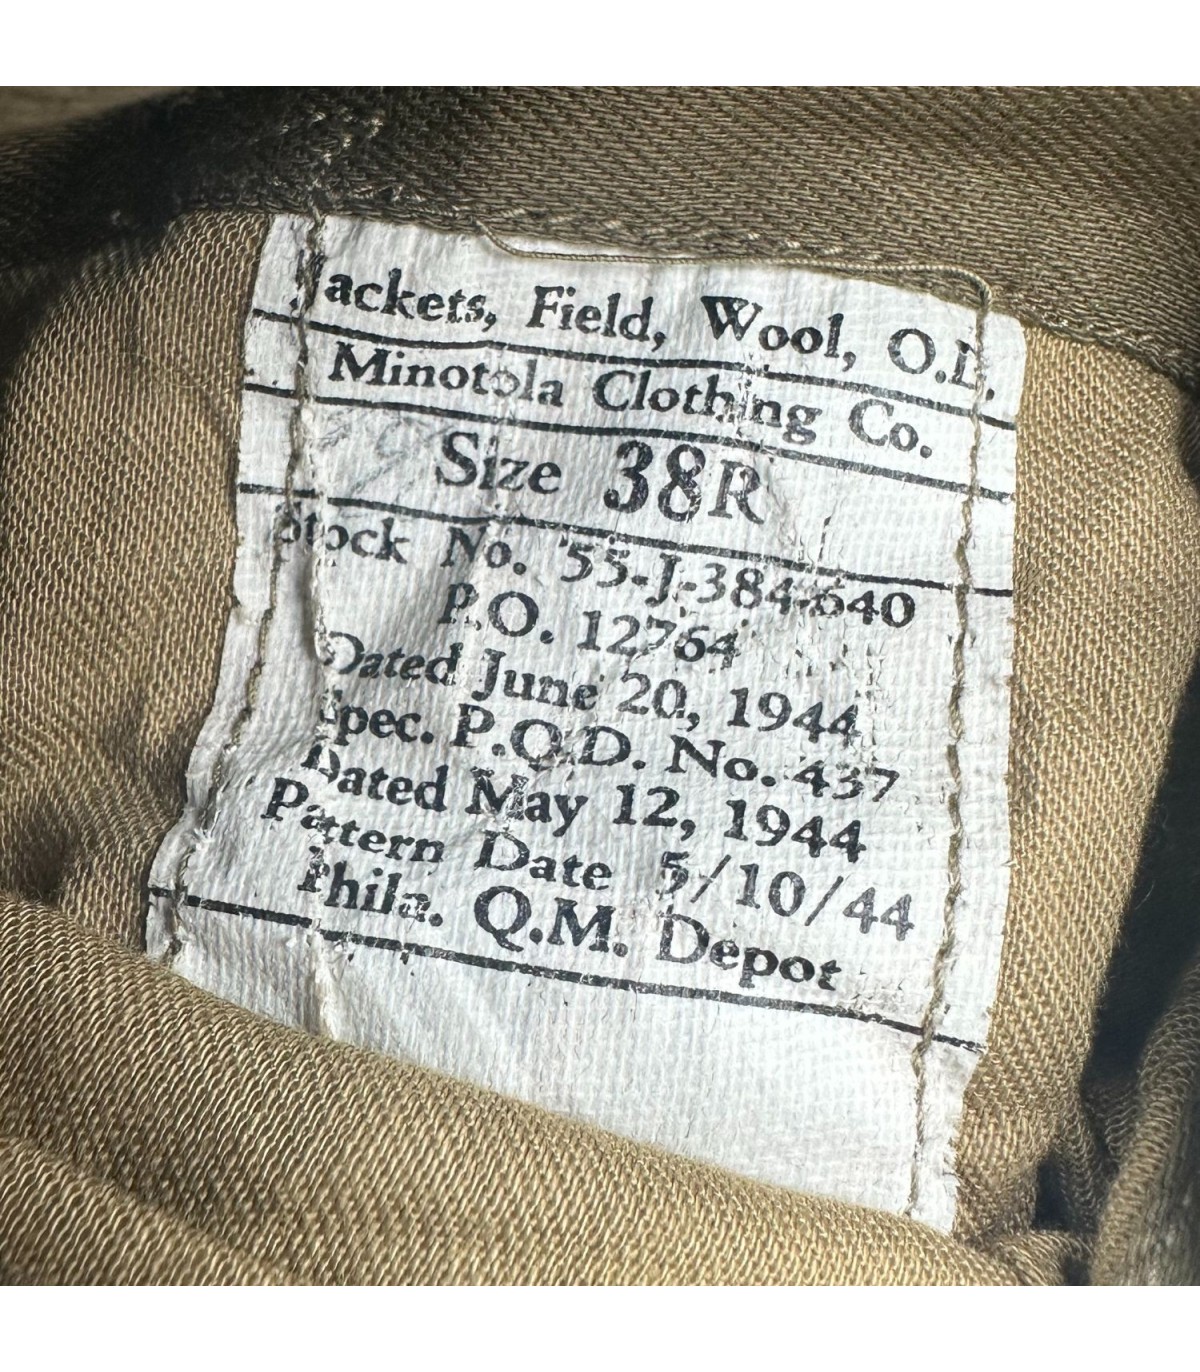 Jackets, Field, Wool, O.D.
Minotola Clothing Co.
Size 38R
Stock No. 55-J-384-640
P.O. 12764
Dated June 20, 1944
Spec. P.Q.D. No. 437
Dated May 12, 1944
Pattern Date 5/10/44
Phila. Q.M. Depot